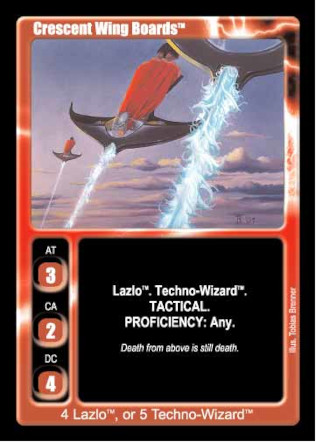 Crescent Wing Boards™
AT
3
CA
2
DC
4
Lazlo™. Techno-Wizard™.
TACTICAL.
PROFICIENCY: Any.
Death from above is still death.
Illus. Tobias Brenner
4 Lazlo™, or 5 Techno-Wizard™